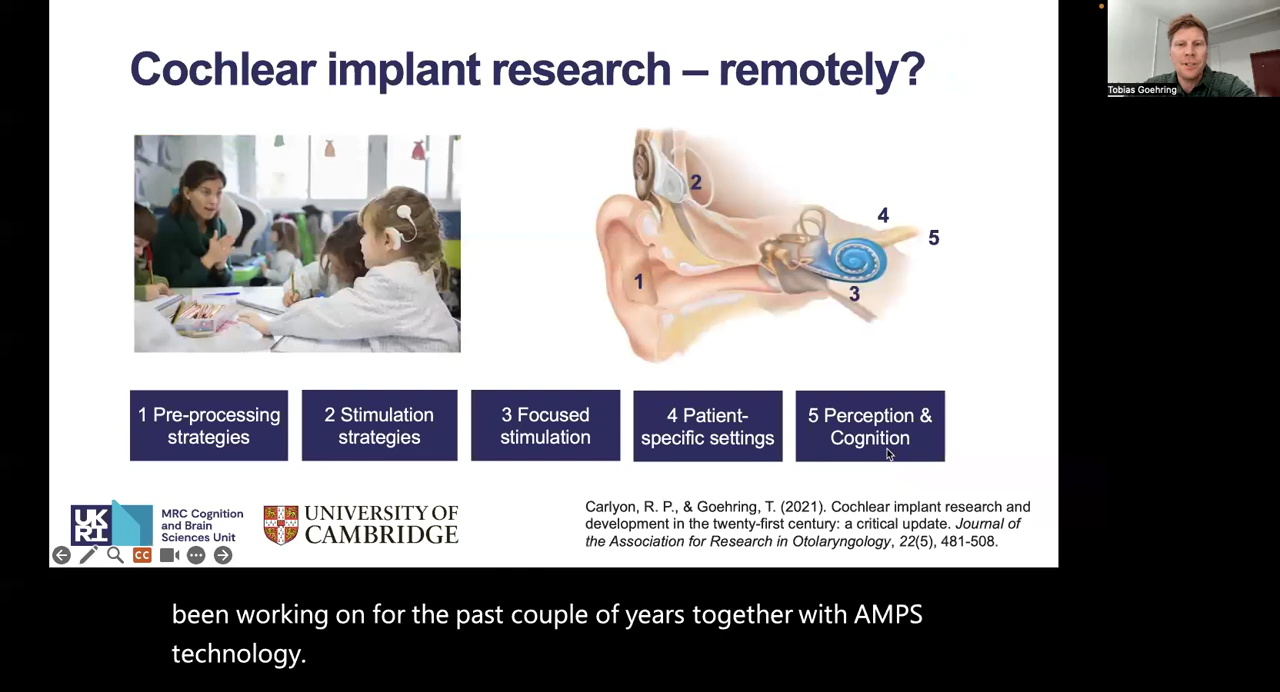 Cochlear implant research – remotely?
Tobias Goehring
2
4
5
1
3
1 Pre-processing
strategies
2 Stimulation
strategies
3 Focused
stimulation
4 Patient-
specific settings
5 Perception &
Cognition
UK
RI
MRC Cognition
and Brain
Sciences Unit
UNIVERSITY OF
CAMBRIDGE
Carlyon, R. P., & Goehring, T. (2021). Cochlear implant research and
development in the twenty-first century: a critical update. Journal of
the Association for Research in Otolaryngology, 22(5), 481-508.
CC
been working on for the past couple of years together with AMPS
technology.